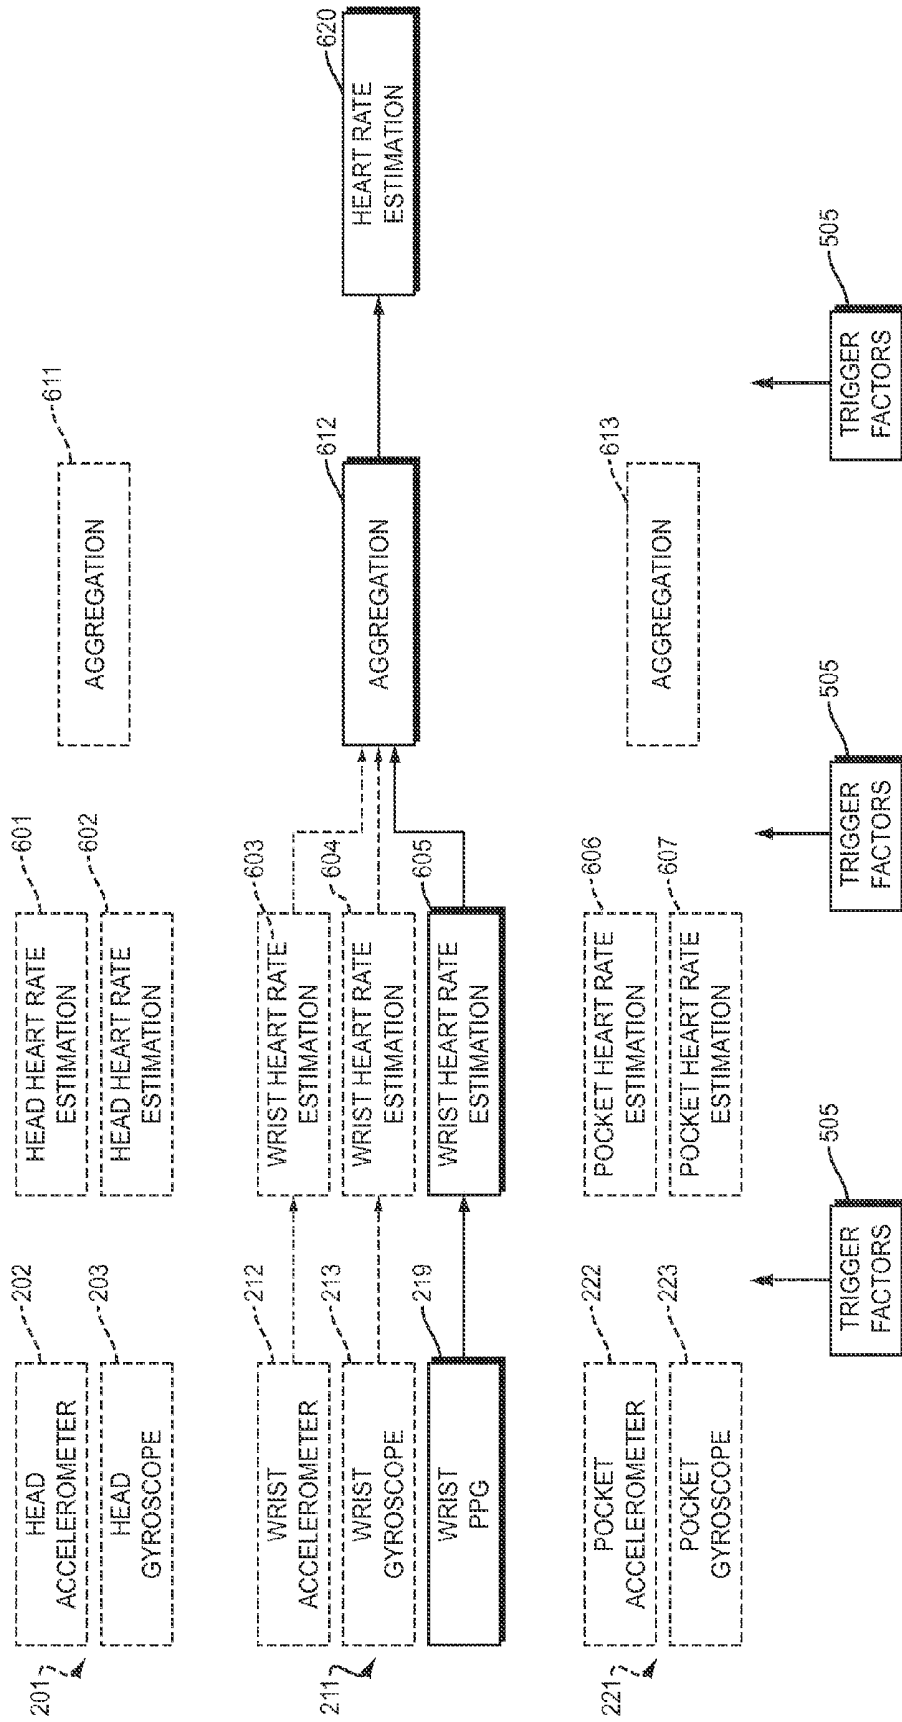 201
HEAD
ACCELEROMETER
202
HEAD
GYROSCOPE
203
HEAD HEART RATE
ESTIMATION
601
HEAD HEART RATE
ESTIMATION
602
AGGREGATION
611
211
WRIST
ACCELEROMETER
212
WRIST
GYROSCOPE
213
WRIST
PPG
219
WRIST HEART RATE
ESTIMATION
603
WRIST HEART RATE
ESTIMATION
604
WRIST HEART RATE
ESTIMATION
605
AGGREGATION
612
HEART RATE
ESTIMATION
620
221
POCKET
ACCELEROMETER
222
POCKET
GYROSCOPE
223
POCKET HEART RATE
ESTIMATION
606
POCKET HEART RATE
ESTIMATION
607
AGGREGATION
613
TRIGGER
FACTORS
505
TRIGGER
FACTORS
505
TRIGGER
FACTORS
505